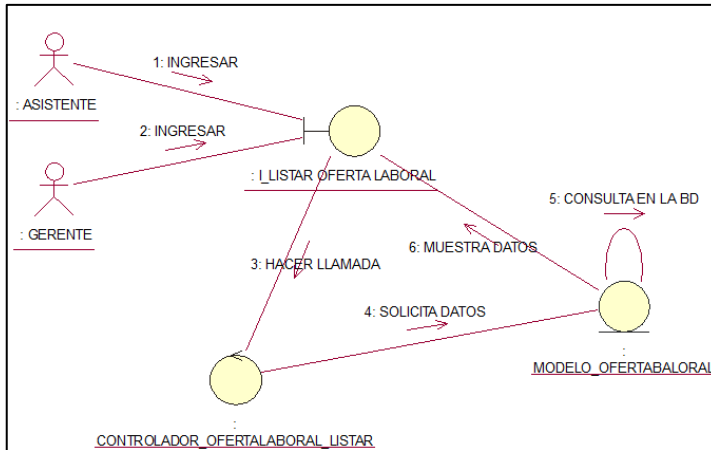 1: INGRESAR
: ASISTENTE
2: INGRESAR
: I_LISTAR OFERTA LABORAL
: GERENTE
5: CONSULTA EN LA BD
6: MUESTRA DATOS
3: HACER LLAMADA
4: SOLICITA DATOS
:
MODELO_OFERTABALORAL
:
CONTROLADOR_OFERTALABORAL_LISTAR